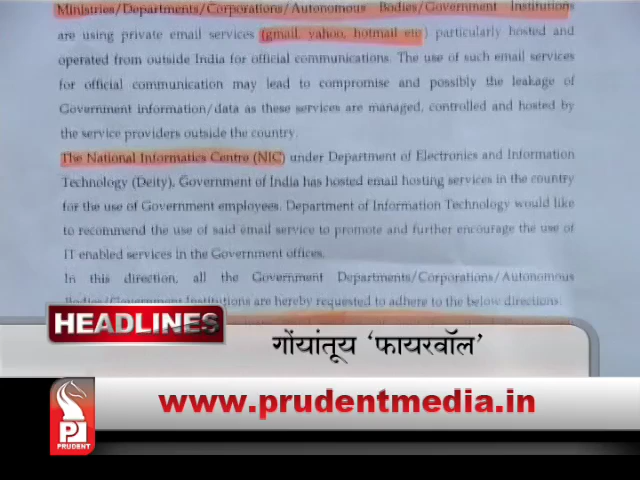 Ministries/Departments/Corporations/Autonomous Bodies/Government Institutions
are using private email services (gmail, yahoo, hotmail etc) particularly hosted and
operated from outside India for official communications. The use of such email services
for official communication may lead to compromise and possibly the leakage of
Government information/data as these services are managed, controlled and hosted by
the service providers outside the country.
The National Informatics Centre (NIC) under Department of Electronics and Information
Technology (Deity), Government of India has hosted email hosting services in the country
for the use of Government employees. Department of Information Technology would like
to recommend the use of said email service to promote and further encourage the use of
IT enabled services in the Government offices.
In this direction, all the Government Departments/Corporations/Autonomous
Bodies/Government Institutions are hereby requested to adhere to the below directions:
HEADLINES
गोंयांतूय ‘फायरवॉल’
www.prudentmedia.in
PRUDENT